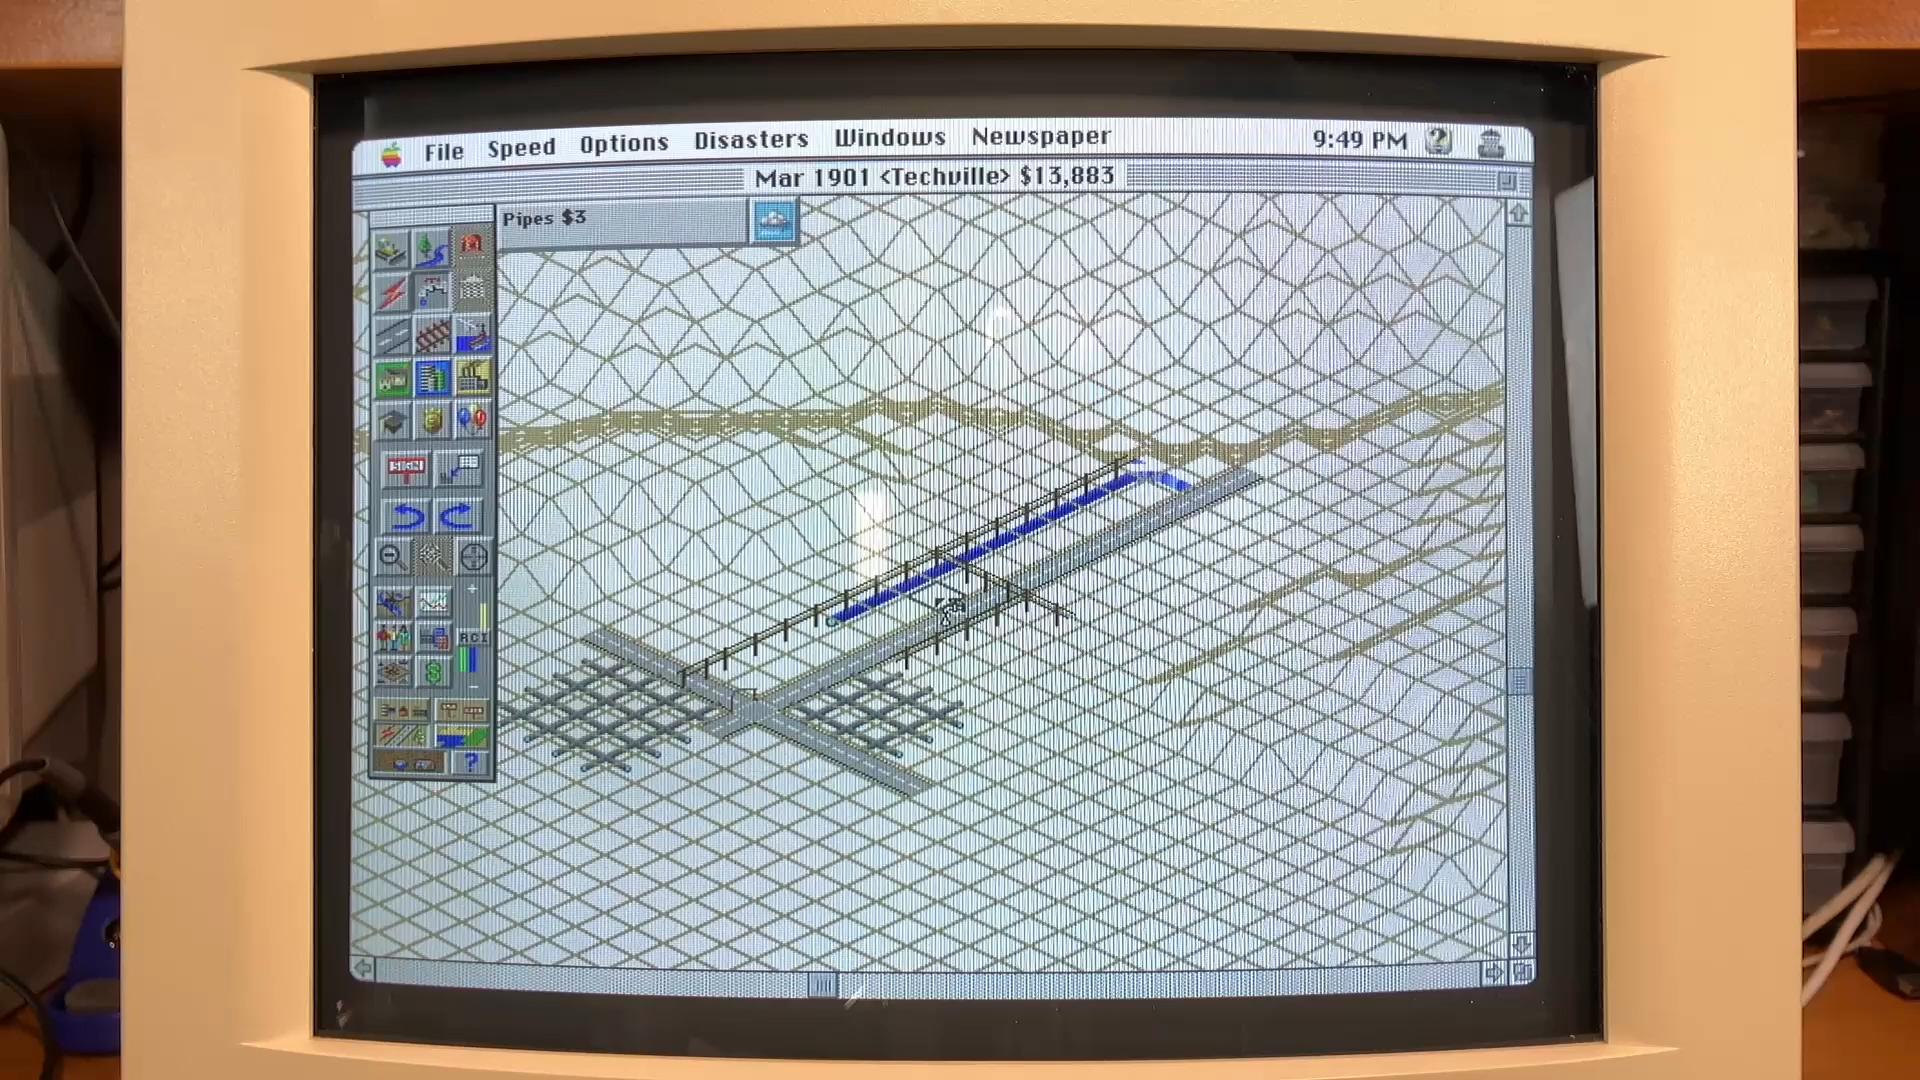 File Speed Options Disasters Windows Newspaper 9:49 PM ?
Mar 1901 <Techville> $13,883
Pipes $3
SIGN
RCI
?